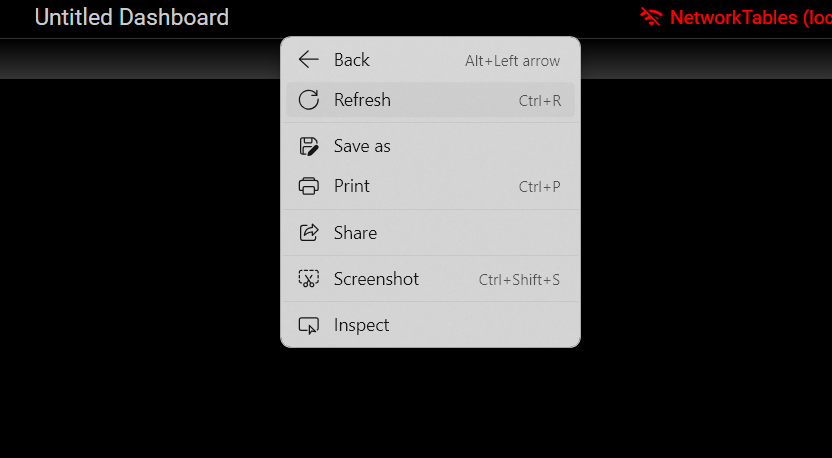 Untitled Dashboard
NetworkTables (loc
Back Alt+Left arrow
Refresh Ctrl+R
Save as
Print Ctrl+P
Share
Screenshot Ctrl+Shift+S
Inspect